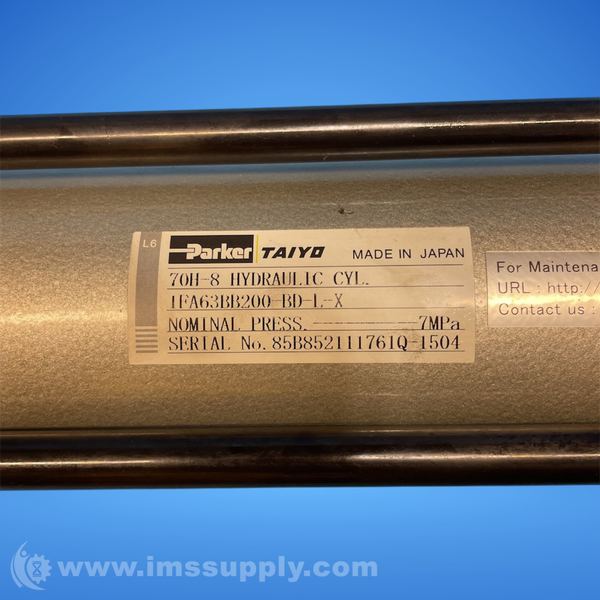 L6
Parker TAIYO MADE IN JAPAN
70H-8 HYDRAULIC CYL.
1FA63BB200-BD-L-X
NOMINAL PRESS. 7MPa
SERIAL No. 85B852111761Q-1504
For Maintena
URL : http://
Contact us :
www.imssupply.com